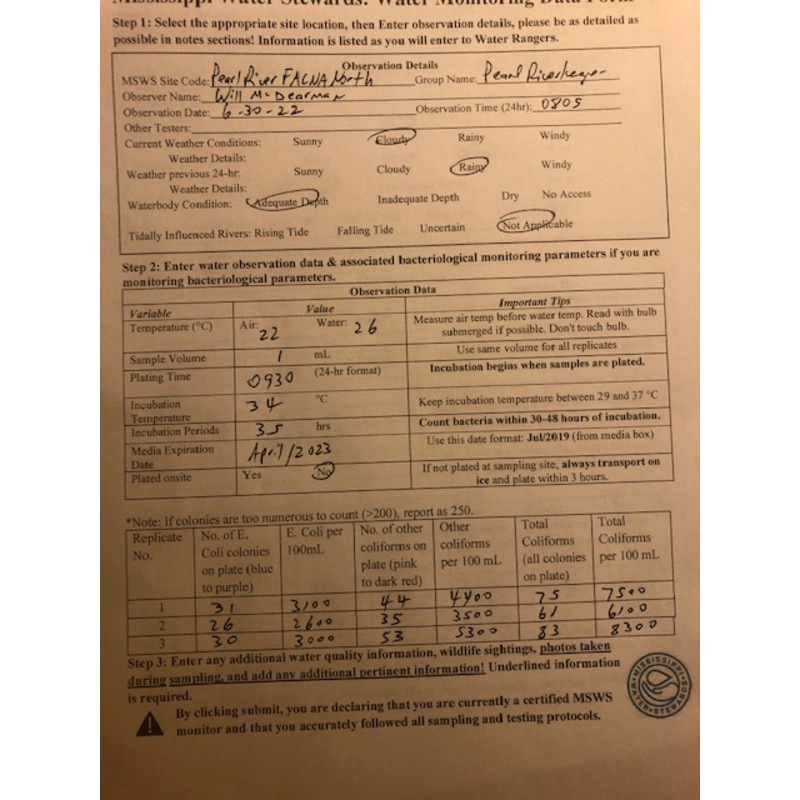 Mississippi Water Stewards: Water Monitoring Data Form
Step 1: Select the appropriate site location, then Enter observation details, please be as detailed as
possible in notes sections! Information is listed as you will enter to Water Rangers.
Observation Details
MSWS Site Code: Pearl River FACNA North Group Name: Pearl Riverkeeper
Observer Name: Will McDearman
Observation Date: 6-30-22 Observation Time (24hr): 0805
Other Testers:
Current Weather Conditions: Sunny Cloudy Rainy Windy
Weather Details:
Weather previous 24-hr: Sunny Cloudy Rainy Windy
Weather Details:
Waterbody Condition: Adequate Depth Inadequate Depth Dry No Access
Tidally Influenced Rivers: Rising Tide Falling Tide Uncertain Not Applicable
Step 2: Enter water observation data & associated bacteriological monitoring parameters if you are
monitoring bacteriological parameters.
Observation Data
Variable Value Important Tips
Temperature (°C) Air: 22 Water: 26 Measure air temp before water temp. Read with bulb
submerged if possible. Don't touch bulb.
Sample Volume 1 mL Use same volume for all replicates
Plating Time 0930 (24-hr format) Incubation begins when samples are plated.
Incubation
Temperature 34 °C Keep incubation temperature between 29 and 37 °C
Incubation Periods 35 hrs Count bacteria within 30-48 hours of incubation.
Media Expiration
Date April/2023 Use this date format: Jul/2019 (from media box)
Plated onsite Yes No If not plated at sampling site, always transport on
ice and plate within 3 hours.
*Note: If colonies are too numerous to count (>200), report as 250.
Replicate No. of E. E. Coli per No. of other Other Total Total
No. Coli colonies 100mL coliforms on coliforms Coliforms Coliforms
on plate (blue plate (pink per 100 mL (all colonies per 100 mL
to purple) to dark red) on plate)
1 31 3100 44 4400 75 7500
2 26 2600 35 3500 61 6100
3 30 3000 53 5300 83 8300
Step 3: Enter any additional water quality information, wildlife sightings, photos taken
during sampling, and add any additional pertinent information! Underlined information
is required.
By clicking submit, you are declaring that you are currently a certified MSWS
monitor and that you accurately followed all sampling and testing protocols.
MISSISSIPPI
WATER STEWARDS